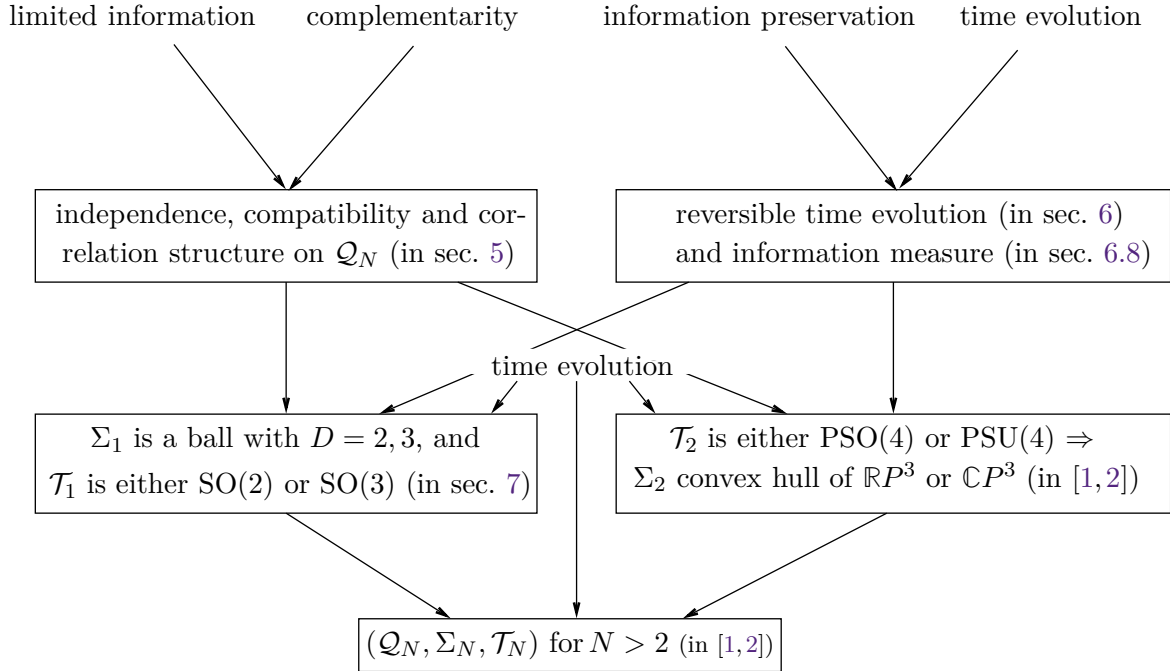 limited information complementarity information preservation time evolution
independence, compatibility and cor-
relation structure on 𝒬_N (in sec. 5)
reversible time evolution (in sec. 6)
and information measure (in sec. 6.8)
time evolution
Σ₁ is a ball with D = 2, 3, and
𝒯₁ is either SO(2) or SO(3) (in sec. 7)
𝒯₂ is either PSO(4) or PSU(4) ⇒
Σ₂ convex hull of ℝP³ or ℂP³ (in [1, 2])
(𝒬_N, Σ_N, 𝒯_N) for N > 2 (in [1, 2])